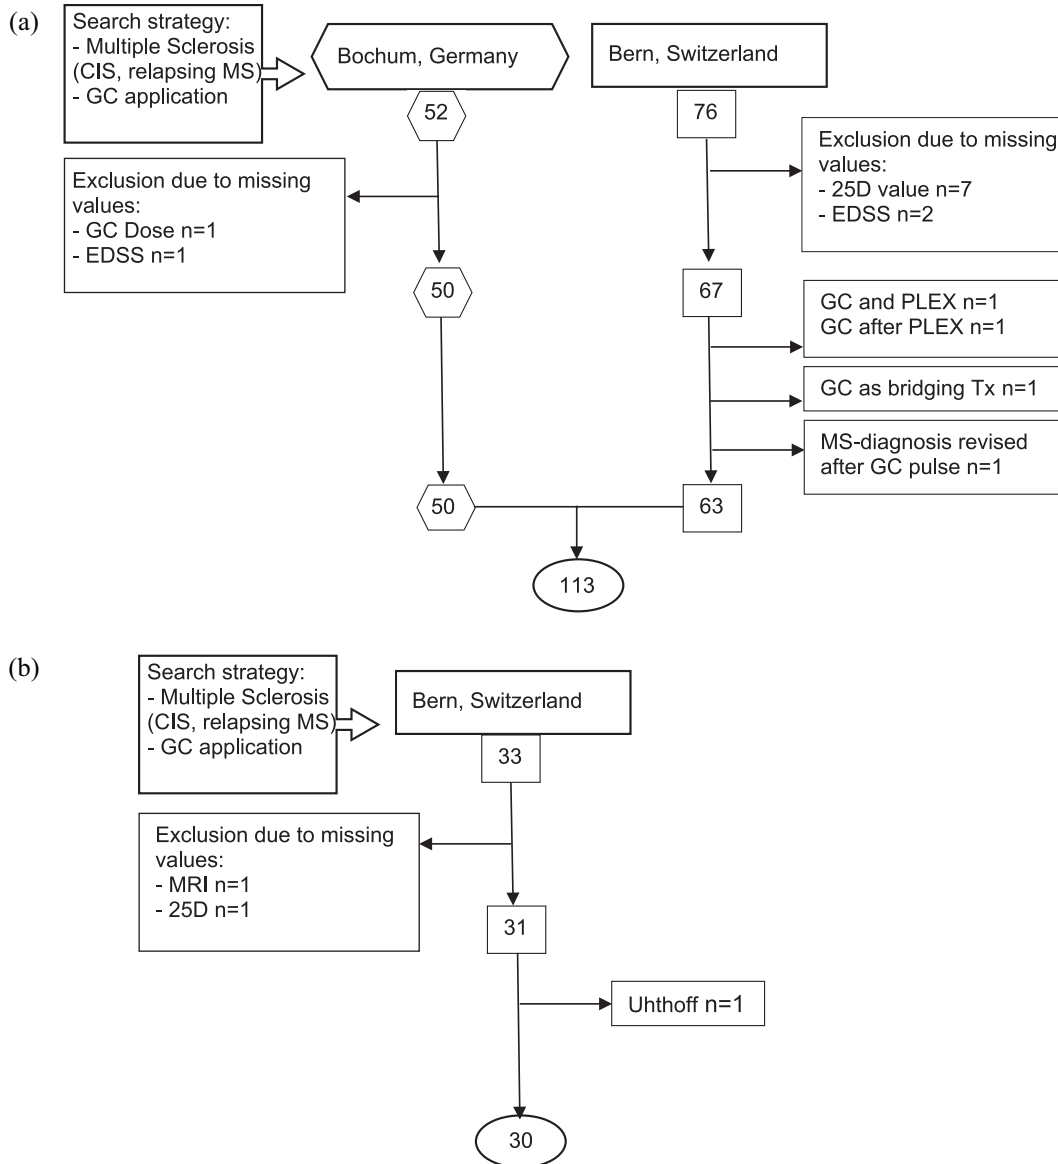 (a)
Search strategy:
- Multiple Sclerosis
(CIS, relapsing MS)
- GC application
Bochum, Germany
Bern, Switzerland
52
76
Exclusion due to missing
values:
- GC Dose n=1
- EDSS n=1
Exclusion due to missing
values:
- 25D value n=7
- EDSS n=2
50
67
GC and PLEX n=1
GC after PLEX n=1
GC as bridging Tx n=1
MS-diagnosis revised
after GC pulse n=1
50
63
113
(b)
Search strategy:
- Multiple Sclerosis
(CIS, relapsing MS)
- GC application
Bern, Switzerland
33
Exclusion due to missing
values:
- MRI n=1
- 25D n=1
31
Uhthoff n=1
30